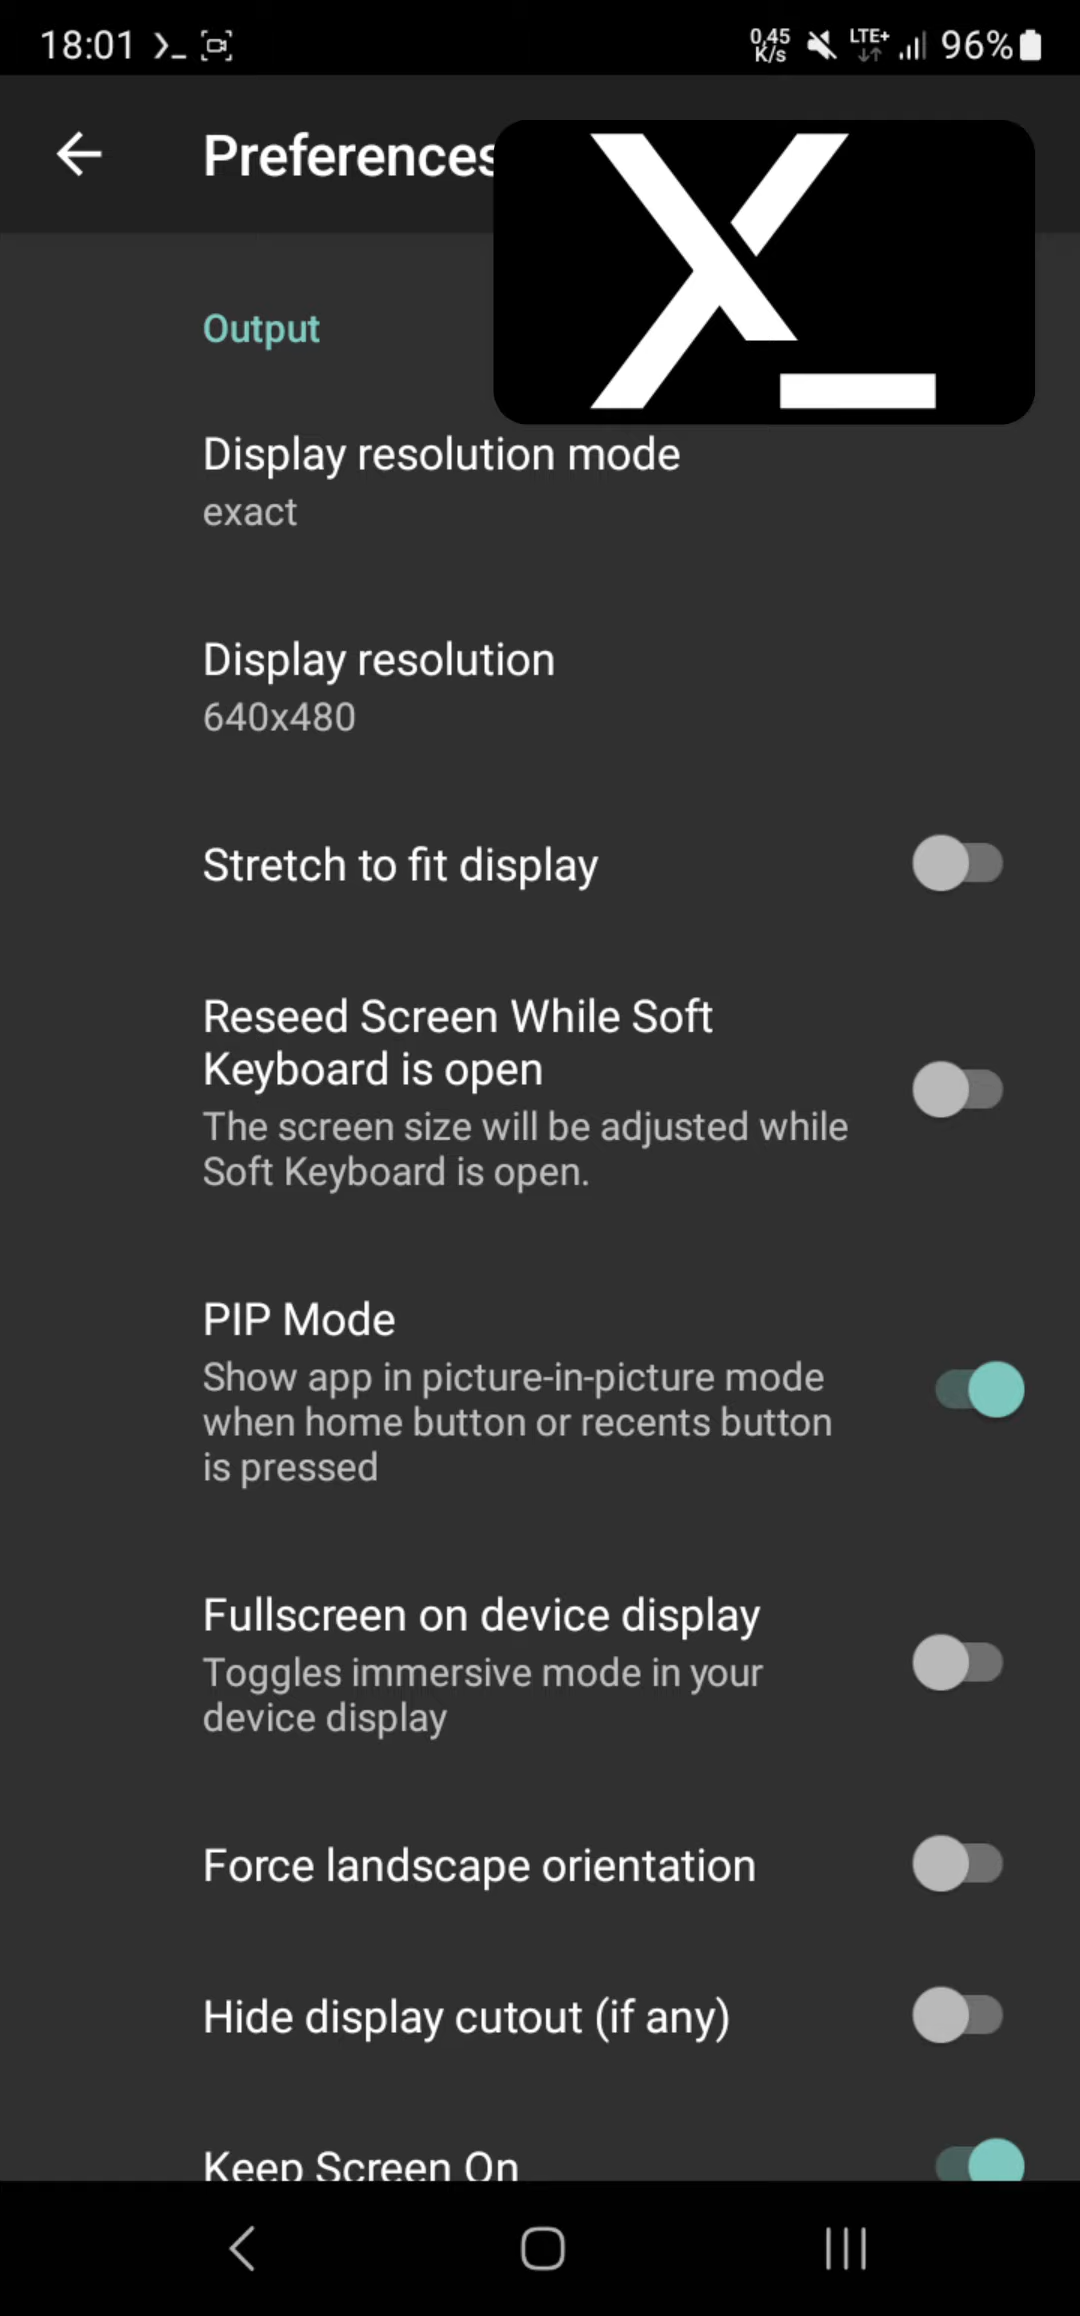 18:01
0,45
K/s
LTE+
96%
Preferences
X_
Output
Display resolution mode
exact
Display resolution
640x480
Stretch to fit display
Reseed Screen While Soft
Keyboard is open
The screen size will be adjusted while
Soft Keyboard is open.
PIP Mode
Show app in picture-in-picture mode
when home button or recents button
is pressed
Fullscreen on device display
Toggles immersive mode in your
device display
Force landscape orientation
Hide display cutout (if any)
Keep Screen On